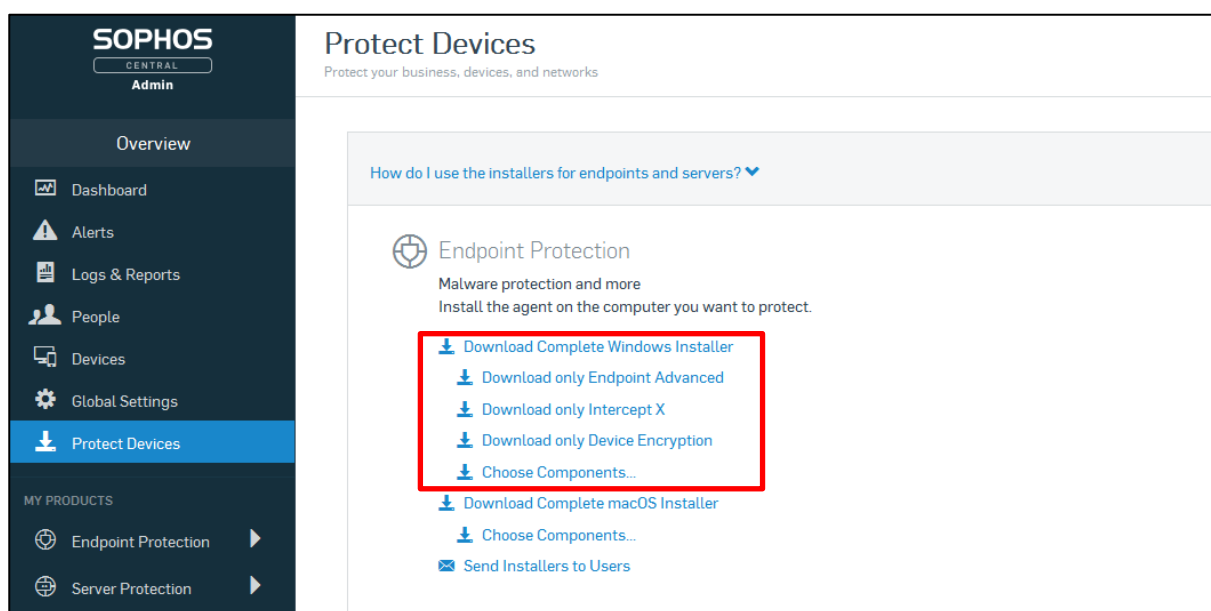 SOPHOS
CENTRAL
Admin
Overview
Dashboard
Alerts
Logs & Reports
People
Devices
Global Settings
Protect Devices
MY PRODUCTS
Endpoint Protection
Server Protection
Protect Devices
Protect your business, devices, and networks
How do I use the installers for endpoints and servers?
Endpoint Protection
Malware protection and more
Install the agent on the computer you want to protect.
Download Complete Windows Installer
Download only Endpoint Advanced
Download only Intercept X
Download only Device Encryption
Choose Components...
Download Complete macOS Installer
Choose Components...
Send Installers to Users